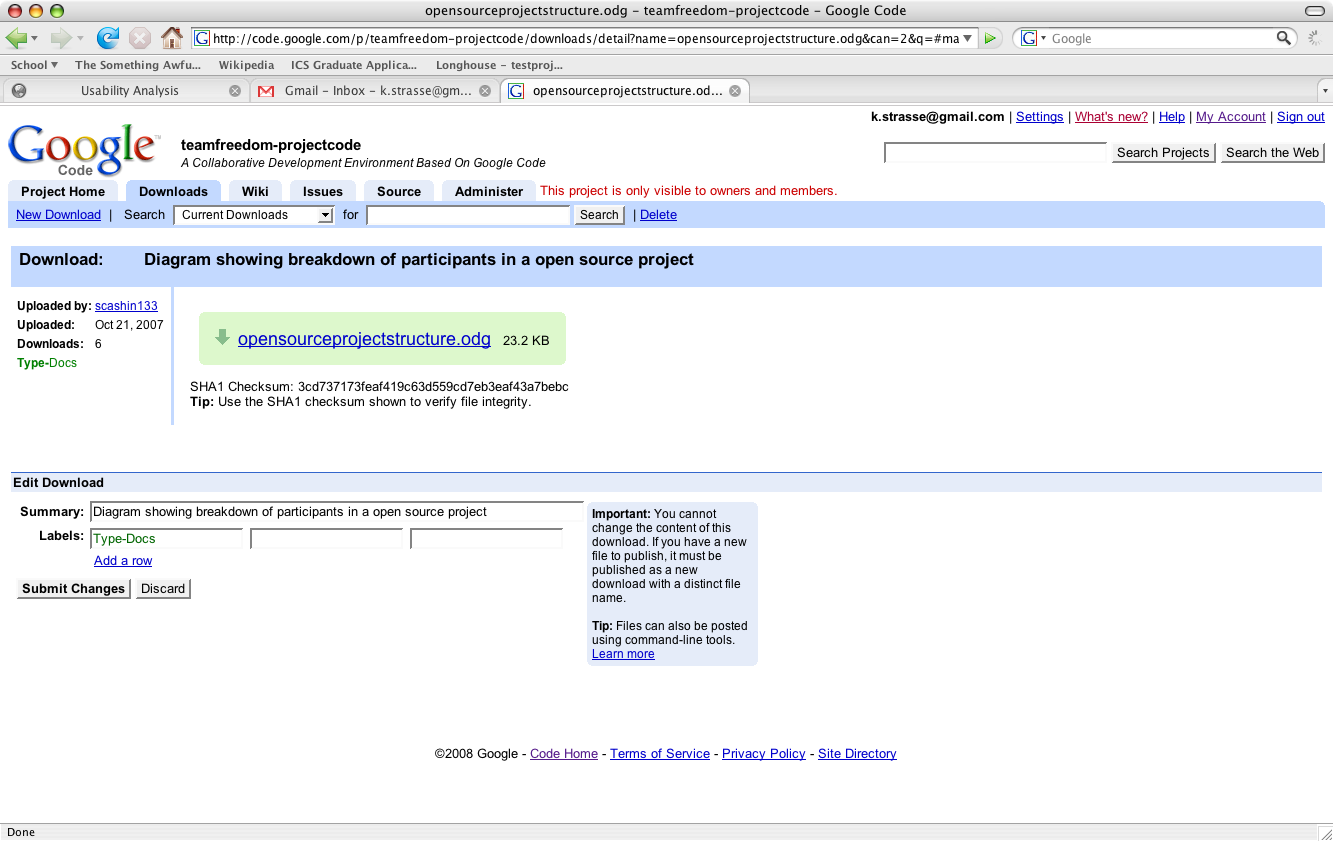 opensourceprojectstructure.odg – teamfreedom-projectcode – Google Code
http://code.google.com/p/teamfreedom-projectcode/downloads/detail?name=opensourceprojectstructure.odg&can=2&q=#ma
Google
School The Something Awfu... Wikipedia ICS Graduate Applica... Longhouse – testproj...
Usability Analysis Gmail – Inbox – k.strasse@gm... opensourceprojectstructure.od...
k.strasse@gmail.com | Settings | What's new? | Help | My Account | Sign out
Google™ Code
teamfreedom-projectcode
A Collaborative Development Environment Based On Google Code
Search Projects Search the Web
Project Home Downloads Wiki Issues Source Administer This project is only visible to owners and members.
New Download | Search Current Downloads for Search | Delete
Download: Diagram showing breakdown of participants in a open source project
Uploaded by: scashin133
Uploaded: Oct 21, 2007
Downloads: 6
Type-Docs
opensourceprojectstructure.odg 23.2 KB
SHA1 Checksum: 3cd737173feaf419c63d559cd7eb3eaf43a7bebc
Tip: Use the SHA1 checksum shown to verify file integrity.
Edit Download
Summary: Diagram showing breakdown of participants in a open source project
Labels: Type-Docs
Add a row
Submit Changes Discard
Important: You cannot
change the content of this
download. If you have a new
file to publish, it must be
published as a new
download with a distinct file
name.
Tip: Files can also be posted
using command-line tools.
Learn more
©2008 Google - Code Home - Terms of Service - Privacy Policy - Site Directory
Done